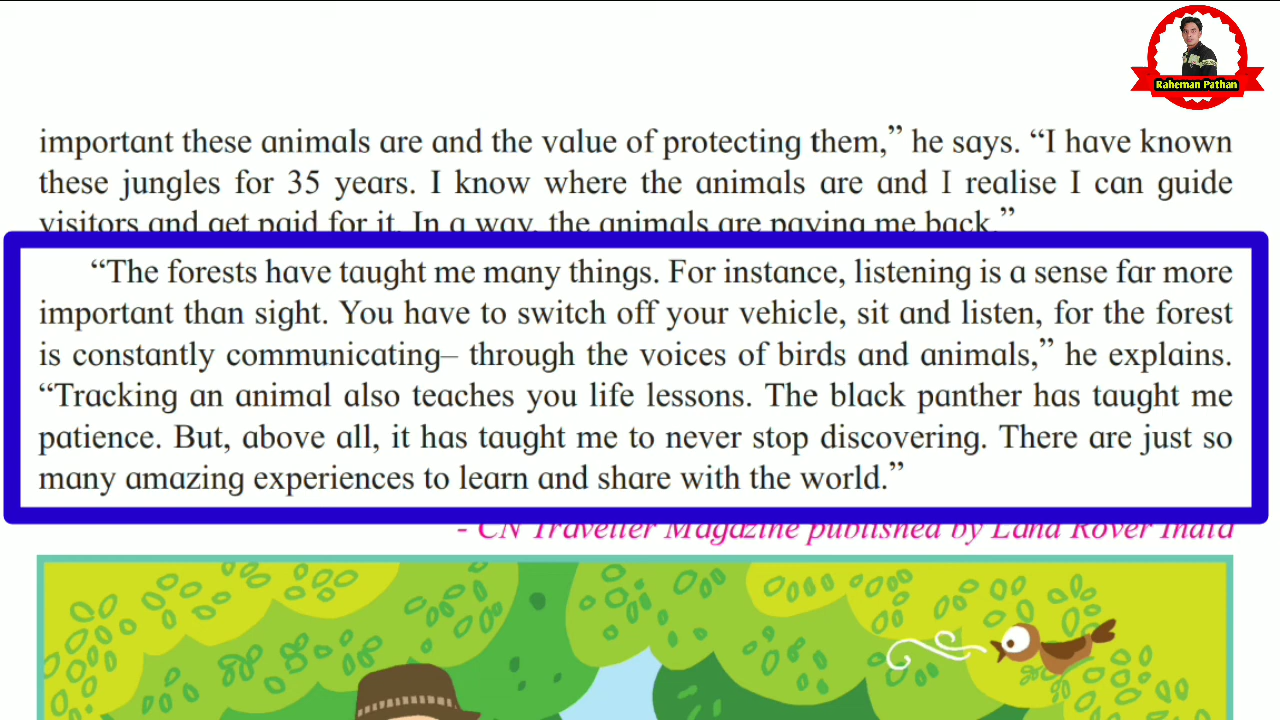 Raheman Pathan
important these animals are and the value of protecting them,” he says. “I have known
these jungles for 35 years. I know where the animals are and I realise I can guide
visitors and get paid for it. In a way, the animals are paying me back.”
“The forests have taught me many things. For instance, listening is a sense far more
important than sight. You have to switch off your vehicle, sit and listen, for the forest
is constantly communicating– through the voices of birds and animals,” he explains.
“Tracking an animal also teaches you life lessons. The black panther has taught me
patience. But, above all, it has taught me to never stop discovering. There are just so
many amazing experiences to learn and share with the world.”
- CN Traveller Magazine published by Land Rover India